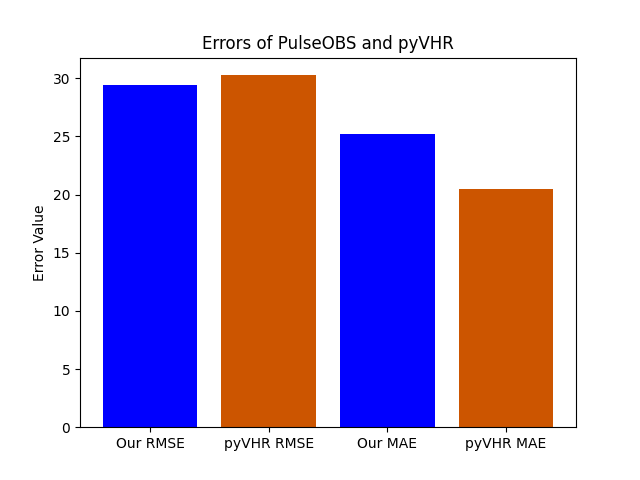 Errors of PulseOBS and pyVHR
Error Value
30
25
20
15
10
5
0
Our RMSE
pyVHR RMSE
Our MAE
pyVHR MAE